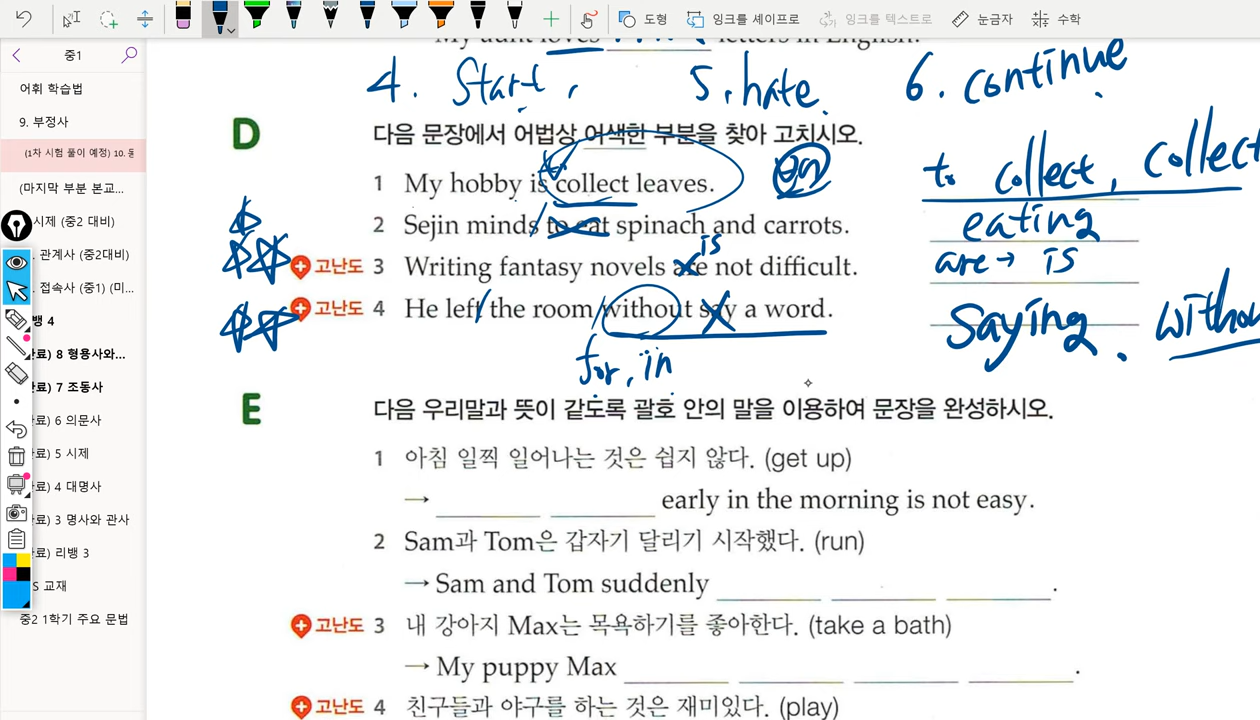 도형
잉크를 셰이프로
잉크를 텍스트로
눈금자
수학
중1
어휘 학습법
9. 부정사
(1차 시험 풀이 예정) 10. 동
(마지막 부분 본교...
시제 (중2 대비)
관계사 (중2대비)
접속사 (중1) (미...
뱅 4
료) 8 형용사와...
료) 7 조동사
료) 6 의문사
료) 5 시제
료) 4 대명사
료) 3 명사와 관사
료) 리뱅 3
S 교재
중2 1학기 주요 문법
My aunt loves letters in English.
4. Start, 5. hate. 6. continue.
D 다음 문장에서 어법상 어색한 부분을 찾아 고치시오.
1 My hobby is collect leaves. to collect, collect
2 Sejin minds to eat spinach and carrots. eating
is
고난도 3 Writing fantasy novels are not difficult. are → is
고난도 4 He left the room without say a word. saying. withou
for, in
E 다음 우리말과 뜻이 같도록 괄호 안의 말을 이용하여 문장을 완성하시오.
1 아침 일찍 일어나는 것은 쉽지 않다. (get up)
→ early in the morning is not easy.
2 Sam과 Tom은 갑자기 달리기 시작했다. (run)
→ Sam and Tom suddenly .
고난도 3 내 강아지 Max는 목욕하기를 좋아한다. (take a bath)
→ My puppy Max .
고난도 4 친구들과 야구를 하는 것은 재미있다. (play)